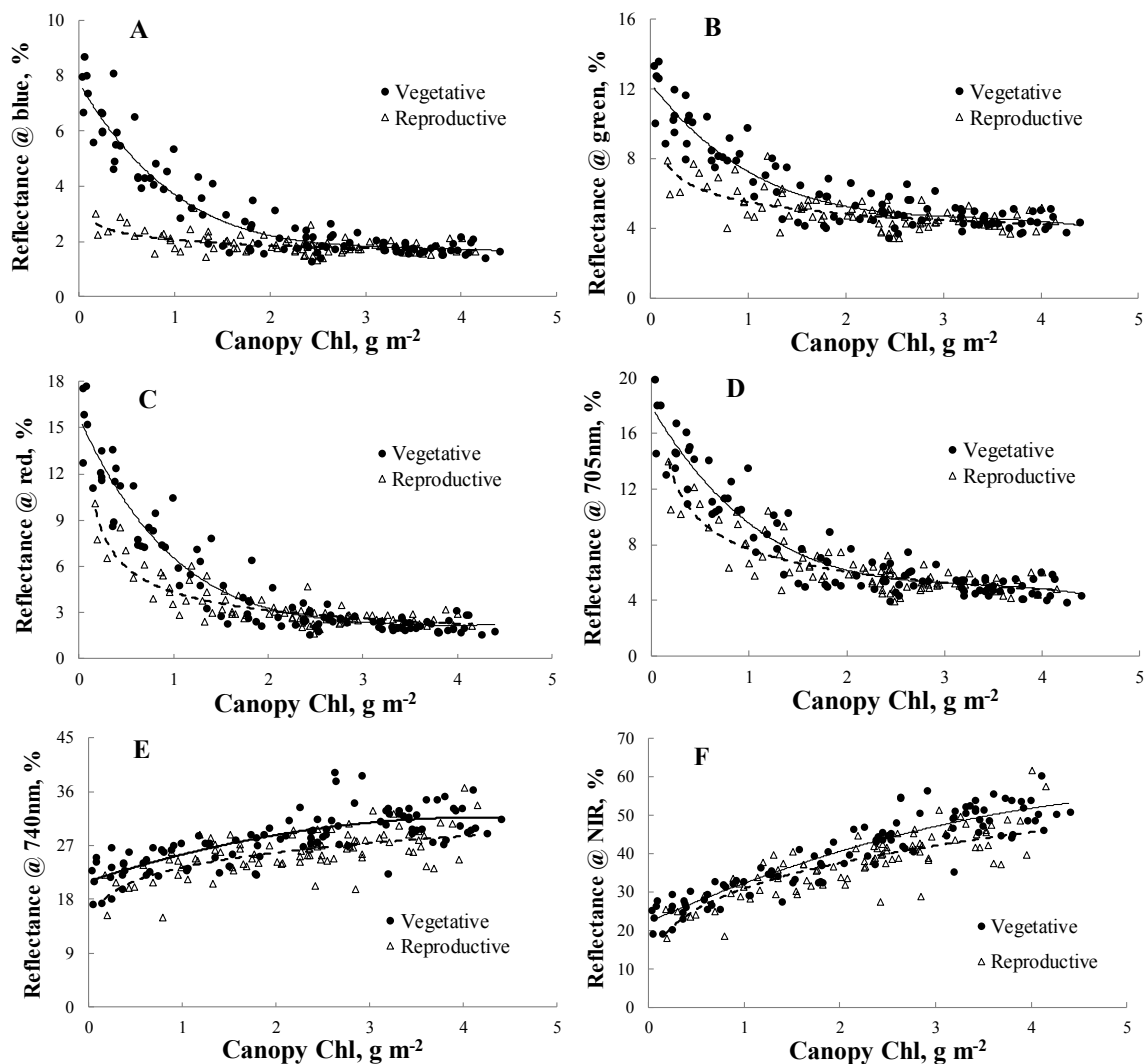 A
Reflectance @ blue, %
10
8
6
4
2
0
Vegetative
Reproductive
0 1 2 3 4 5
Canopy Chl, g m-2
B
Reflectance @ green, %
16
12
8
4
0
Vegetative
Reproductive
0 1 2 3 4 5
Canopy Chl, g m-2
C
Reflectance @ red, %
18
15
12
9
6
3
0
Vegetative
Reproductive
0 1 2 3 4 5
Canopy Chl, g m-2
D
Reflectance @ 705nm, %
20
16
12
8
4
0
Vegetative
Reproductive
0 1 2 3 4 5
Canopy Chl, g m-2
E
Reflectance @ 740nm, %
45
36
27
18
9
0
Vegetative
Reproductive
0 1 2 3 4 5
Canopy Chl, g m-2
F
Reflectance @ NIR, %
70
60
50
40
30
20
10
0
Vegetative
Reproductive
0 1 2 3 4 5
Canopy Chl, g m-2